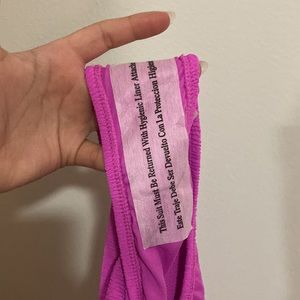 This Suit Must Be Returned With Hygienic Liner Attach
Este Traje Debe Ser Devuelto Con La Proteccion Higien